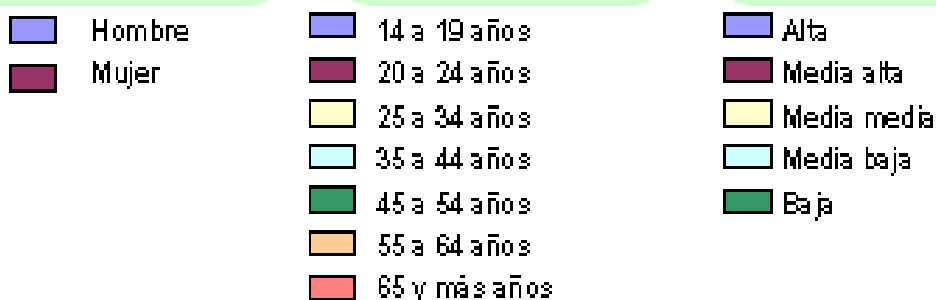 Hombre
Mujer
14 a 19 años
20 a 24 años
25 a 34 años
35 a 44 años
45 a 54 años
55 a 64 años
65 y más años
Alta
Media alta
Media media
Media baja
Baja